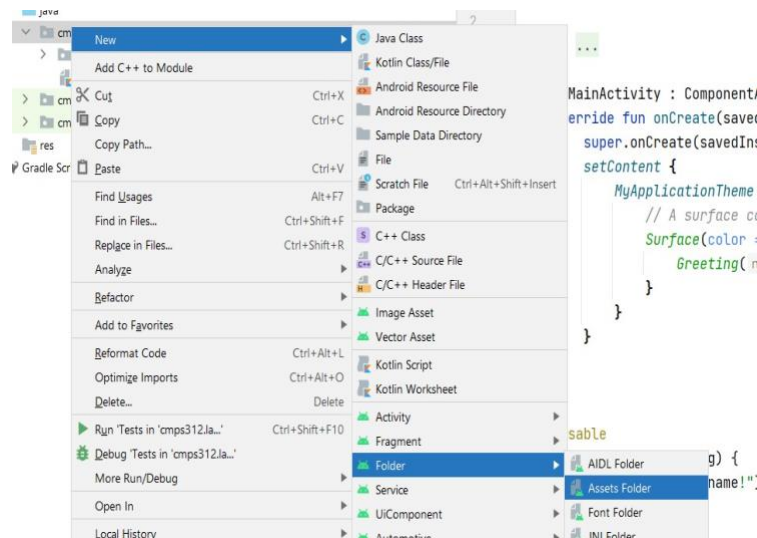 java
2
cm
New
Java Class
...
Kotlin Class/File
Add C++ to Module
Android Resource File
MainActivity : ComponentA
Cut
Ctrl+X
cm
Android Resource Directory
erride fun onCreate(saved
Copy
Ctrl+C
cm
Sample Data Directory
super.onCreate(savedIns
res
Copy Path...
File
setContent {
Gradle Scr
Paste
Ctrl+V
Scratch File
Ctrl+Alt+Shift+Insert
MyApplicationTheme
Find Usages
Alt+F7
Package
// A surface co
Find in Files...
Ctrl+Shift+F
C++ Class
Surface(color =
Replace in Files...
Ctrl+Shift+R
C/C++ Source File
Greeting(
Analyze
C/C++ Header File
}
Refactor
Image Asset
}
Add to Favorites
Vector Asset
}
Reformat Code
Ctrl+Alt+L
Kotlin Script
Optimize Imports
Ctrl+Alt+O
Kotlin Worksheet
Delete...
Delete
Activity
Run 'Tests in 'cmps312.la...'
Ctrl+Shift+F10
Fragment
sable
Debug 'Tests in 'cmps312.la...'
Folder
AIDL Folder
g) {
More Run/Debug
Service
Assets Folder
name!")
Open In
UiComponent
Font Folder
Local History
Automotive
JNI Folder